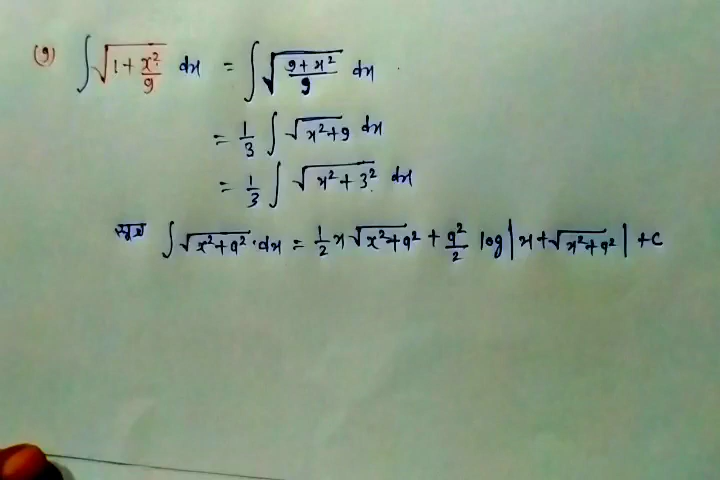 (9) ∫√(1 + x²/9) dx = ∫√((9 + x²)/9) dx
= 1/3 ∫ √(x² + 9) dx
= 1/3 ∫ √(x² + 3²) dx
सूत्र ∫√(x² + a²) · dx = 1/2 x √(x² + a²) + a²/2 log|x + √(x² + a²)| + c